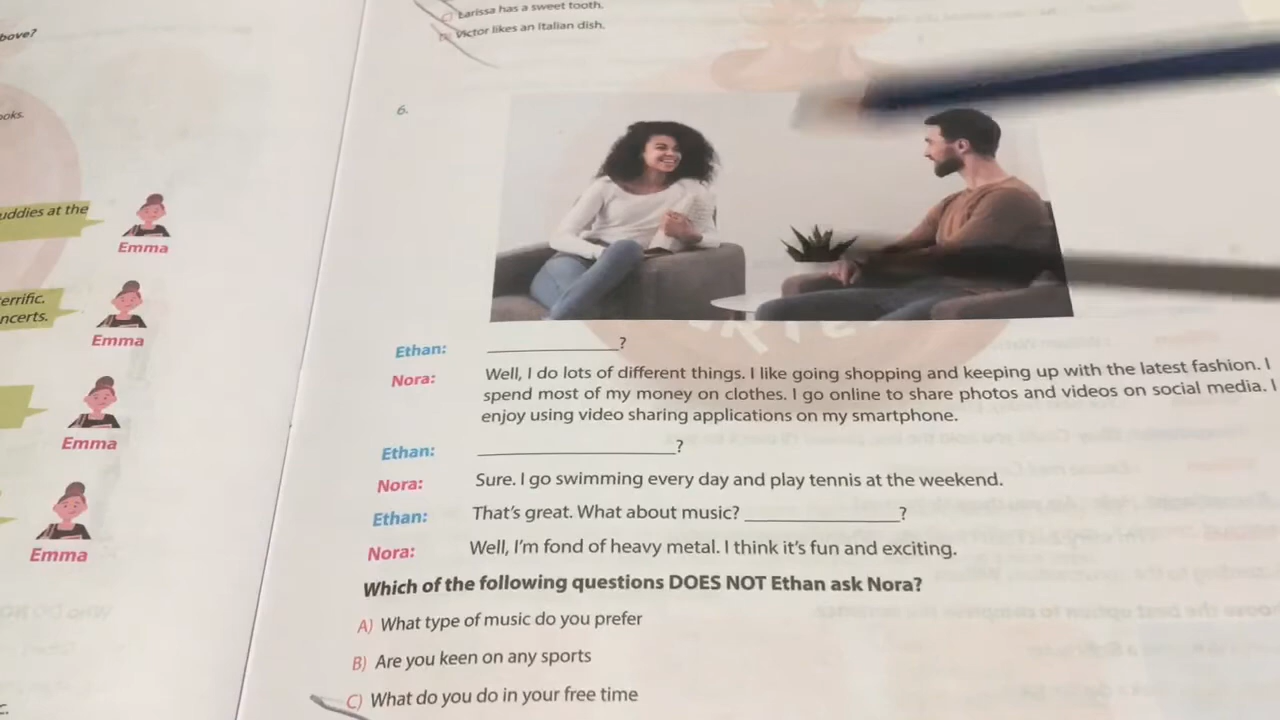 bove?
ooks.
uddies at the
Emma
errific.
ncerts.
Emma
Emma
Emma
C.
Larissa has a sweet tooth.
Victor likes an Italian dish.
6.
Ethan: ____________?
Nora: Well, I do lots of different things. I like going shopping and keeping up with the latest fashion. I
spend most of my money on clothes. I go online to share photos and videos on social media. I
enjoy using video sharing applications on my smartphone.
Ethan: ____________?
Nora: Sure. I go swimming every day and play tennis at the weekend.
Ethan: That's great. What about music? ____________?
Nora: Well, I'm fond of heavy metal. I think it's fun and exciting.
Which of the following questions DOES NOT Ethan ask Nora?
A) What type of music do you prefer
B) Are you keen on any sports
C) What do you do in your free time